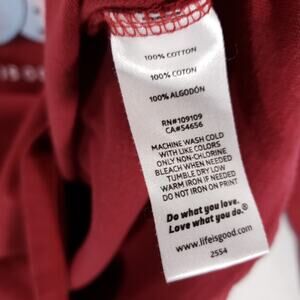 100% COTTON
100% COTON
100% ALGODÓN
RN#109109
CA#54656
MACHINE WASH COLD
WITH LIKE COLORS
ONLY NON-CHLORINE
BLEACH WHEN NEEDED
TUMBLE DRY LOW
WARM IRON IF NEEDED
DO NOT IRON ON PRINT
Do what you love.
Love what you do.®
www.lifeisgood.com
2554